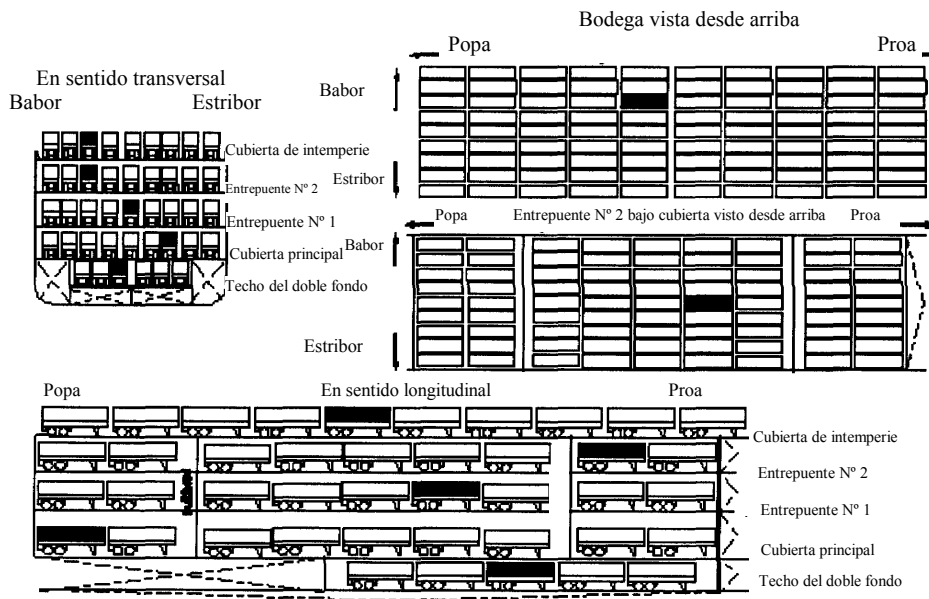 Bodega vista desde arriba
Popa Proa
Babor
Estribor
En sentido transversal
Babor Estribor
Cubierta de intemperie
Entrepuente Nº 2
Entrepuente Nº 1
Cubierta principal
Techo del doble fondo
Popa Entrepuente Nº 2 bajo cubierta visto desde arriba Proa
Babor
Estribor
Popa En sentido longitudinal Proa
Cubierta de intemperie
Entrepuente Nº 2
Entrepuente Nº 1
Cubierta principal
Techo del doble fondo